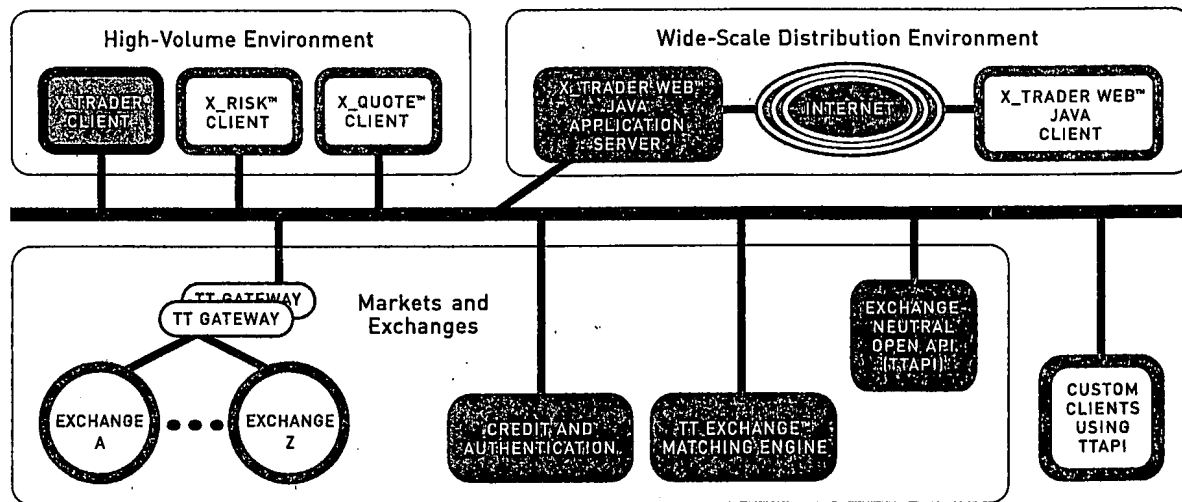 High-Volume Environment
X_TRADER®
CLIENT
X_RISK™
CLIENT
X_QUOTE™
CLIENT
Wide-Scale Distribution Environment
X_TRADER WEB
JAVA
APPLICATION
SERVER
INTERNET
X_TRADER WEB™
JAVA
CLIENT
TT GATEWAY
TT GATEWAY
Markets and
Exchanges
EXCHANGE
A
EXCHANGE
Z
CREDIT AND
AUTHENTICATION
TT EXCHANGE™
MATCHING ENGINE
EXCHANGE-
NEUTRAL
OPEN API
(TTAPI)
CUSTOM
CLIENTS
USING
TTAPI